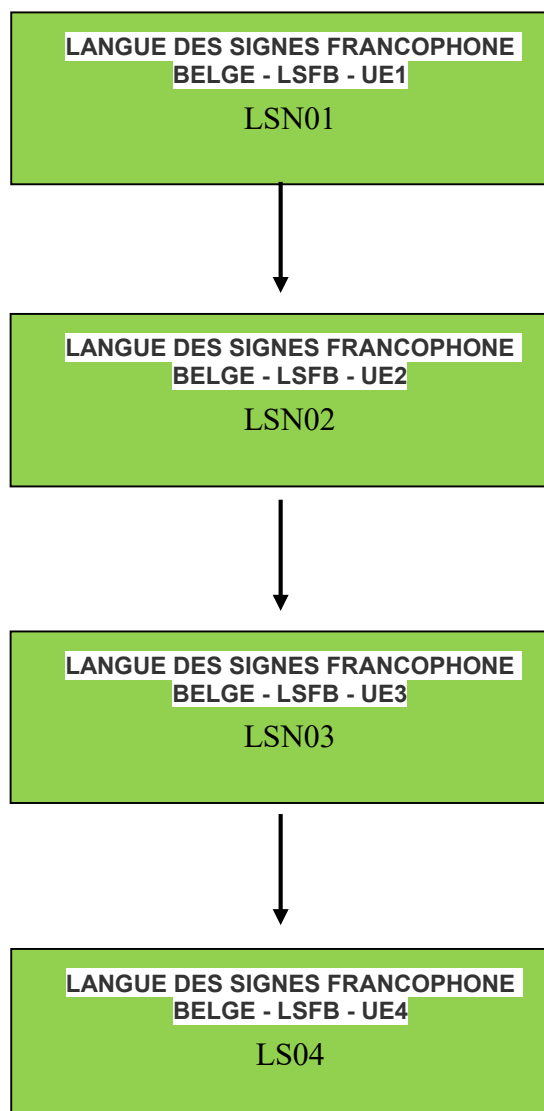 LANGUE DES SIGNES FRANCOPHONE
BELGE - LSFB - UE1
LSN01
LANGUE DES SIGNES FRANCOPHONE
BELGE - LSFB - UE2
LSN02
LANGUE DES SIGNES FRANCOPHONE
BELGE - LSFB - UE3
LSN03
LANGUE DES SIGNES FRANCOPHONE
BELGE - LSFB - UE4
LS04